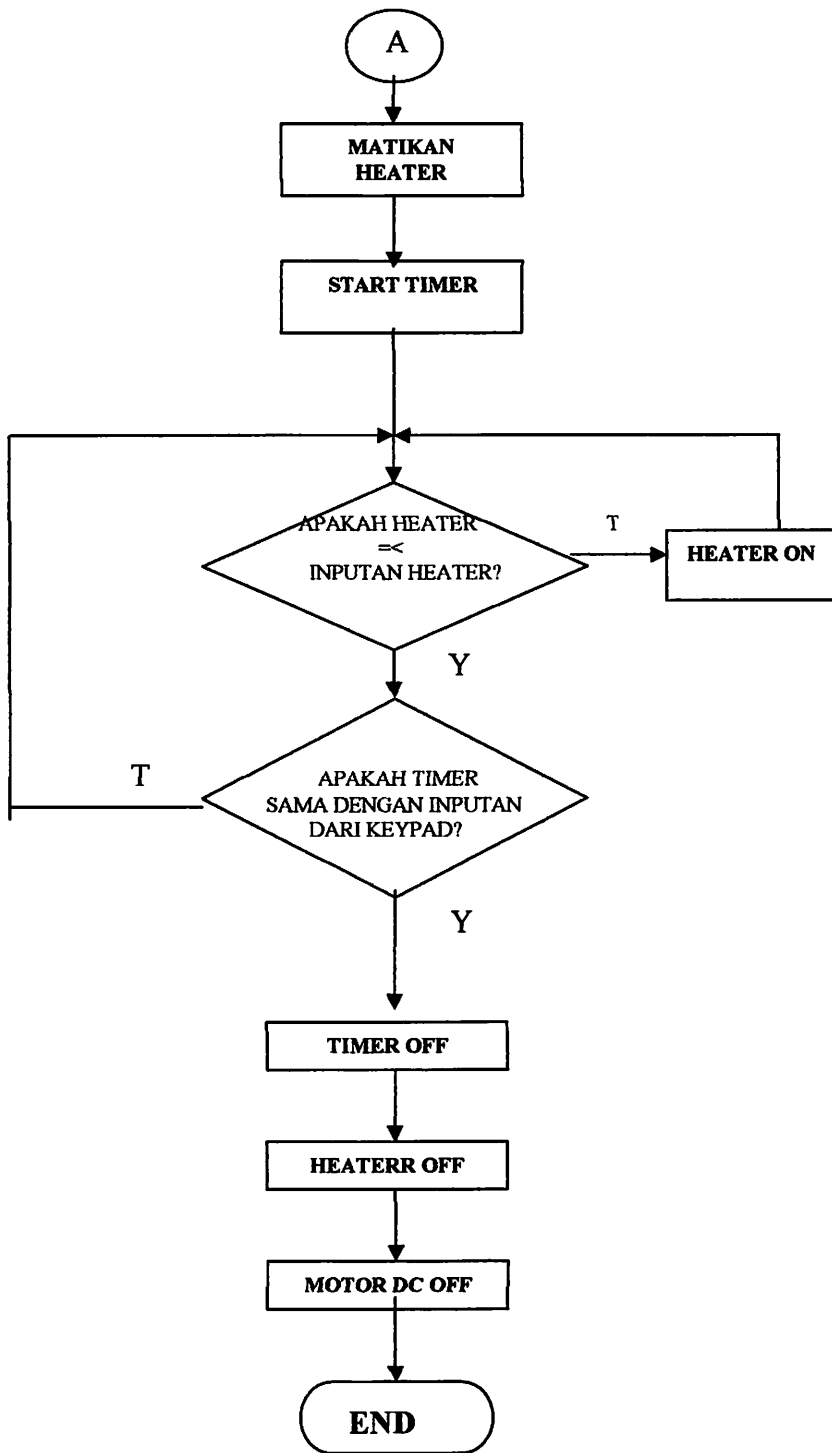 A
MATIKAN
HEATER
START TIMER
APAKAH HEATER
=<
INPUTAN HEATER?
T
HEATER ON
Y
T
APAKAH TIMER
SAMA DENGAN INPUTAN
DARI KEYPAD?
Y
TIMER OFF
HEATERR OFF
MOTOR DC OFF
END